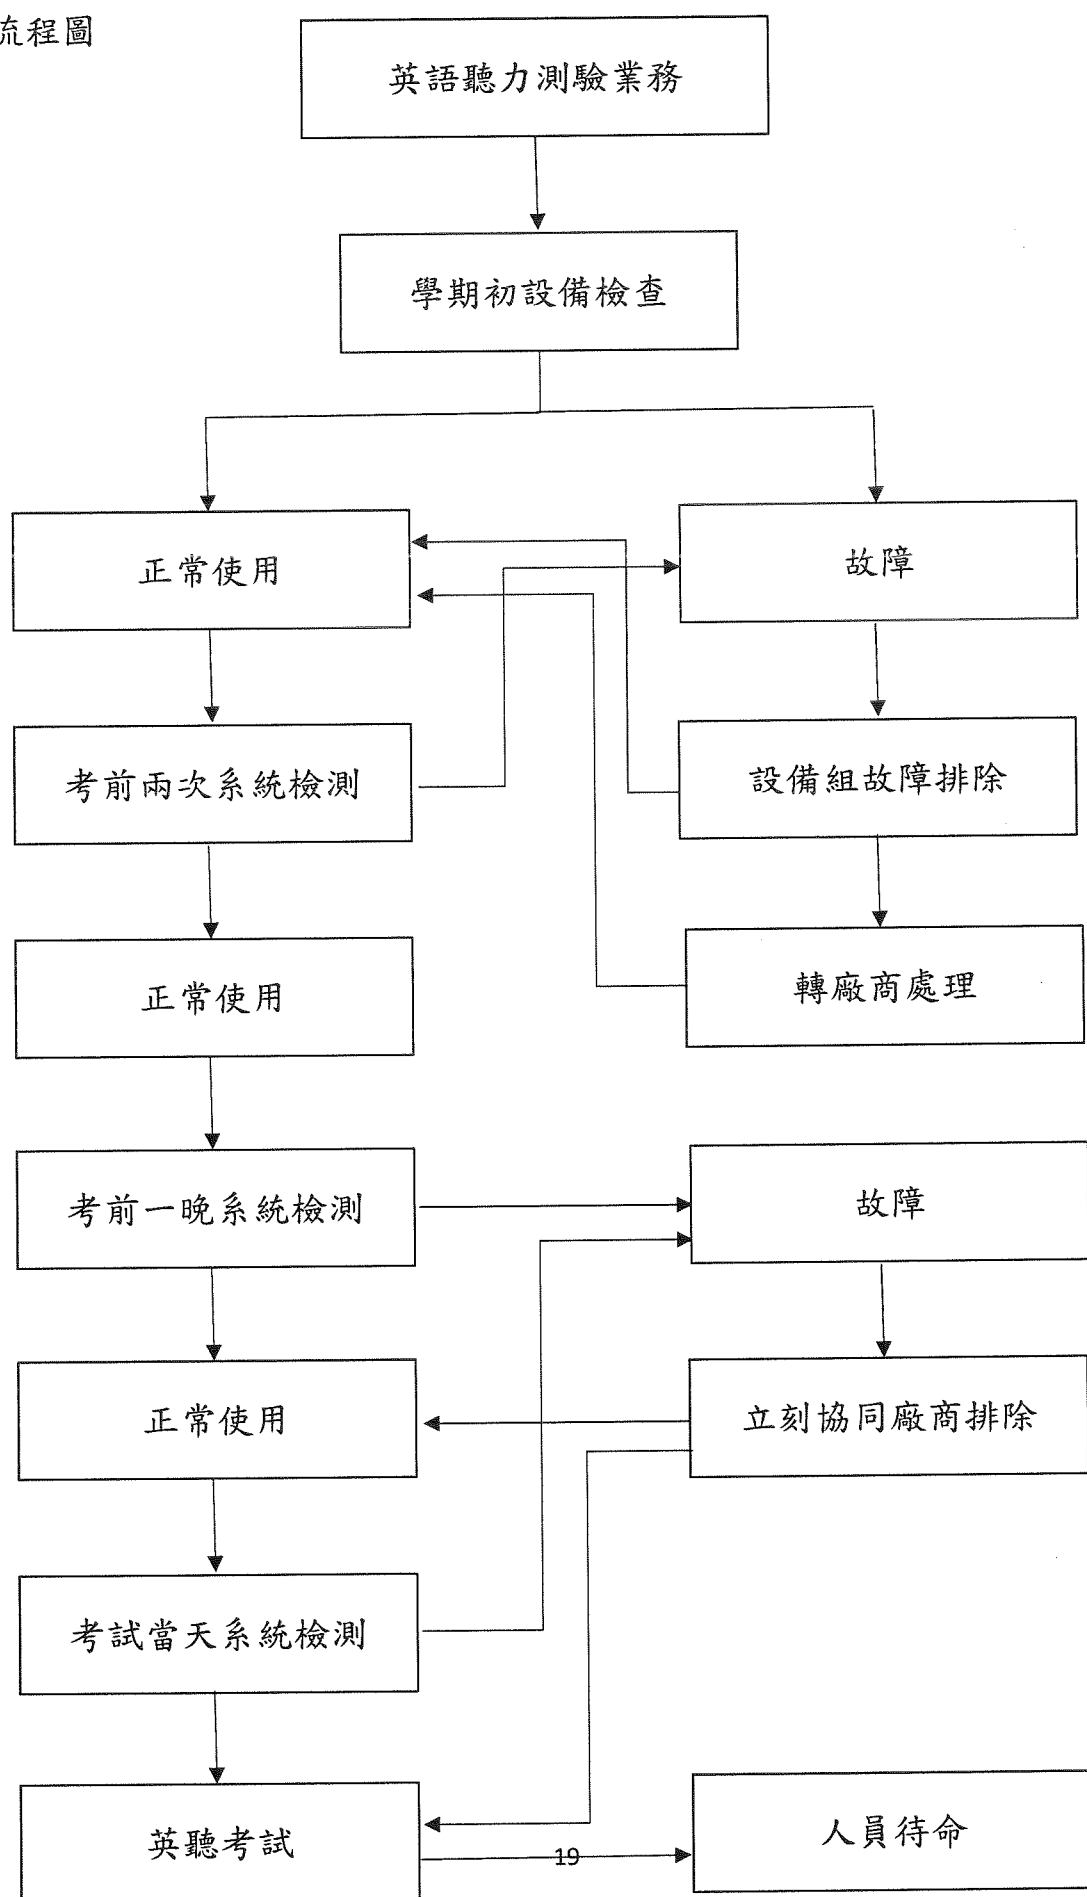 流程圖
英語聽力測驗業務
學期初設備檢查
正常使用
故障
考前兩次系統檢測
設備組故障排除
正常使用
轉廠商處理
考前一晚系統檢測
故障
正常使用
立刻協同廠商排除
考試當天系統檢測
英聽考試
人員待命
19